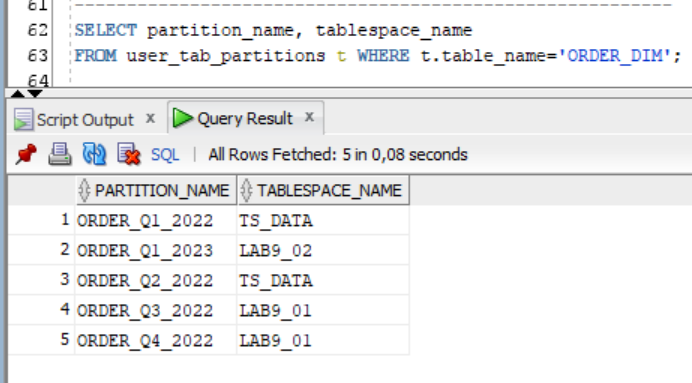 61 ------------------------------------------------------------
62 SELECT partition_name, tablespace_name
63 FROM user_tab_partitions t WHERE t.table_name='ORDER_DIM';
64
Script Output x Query Result x
SQL | All Rows Fetched: 5 in 0,08 seconds
PARTITION_NAME TABLESPACE_NAME
1 ORDER_Q1_2022 TS_DATA
2 ORDER_Q1_2023 LAB9_02
3 ORDER_Q2_2022 TS_DATA
4 ORDER_Q3_2022 LAB9_01
5 ORDER_Q4_2022 LAB9_01